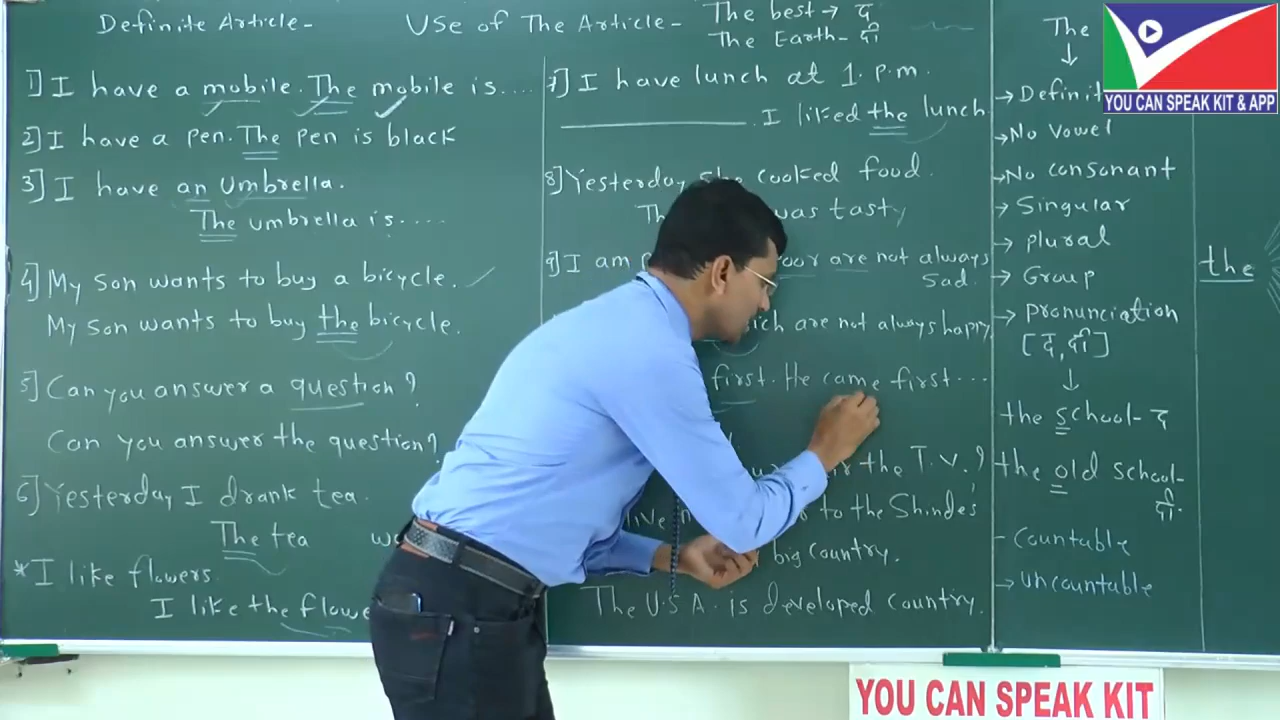 Definite Article-
Use of The Article-
The best → द
The Earth- दी
1] I have a mobile. The mobile is....
2] I have a pen. The pen is black
3] I have an umbrella.
The umbrella is.....
4] My son wants to buy a bicycle.
My son wants to buy the bicycle.
5] Can you answer a question?
Can you answer the question?
6] Yesterday I drank tea.
The tea
* I like flowers.
I like the
7] I have lunch at 1. p.m.
I liked the lunch.
8] Yesterday she cooked food.
was tasty
9] I am are not always
sad.
are not always happy,
first. He came first...
the T.V.?
to the Shindes'
big country.
The U.S.A. is developed country.
The
↓
→ Definit
→ No vowel
→ No consonant
→ Singular
→ plural
→ Group
→ pronunciation
[द, दी]
↓
the school- द
the old school-
दी.
- Countable
→ uncountable
the
YOU CAN SPEAK KIT & APP
YOU CAN SPEAK KIT